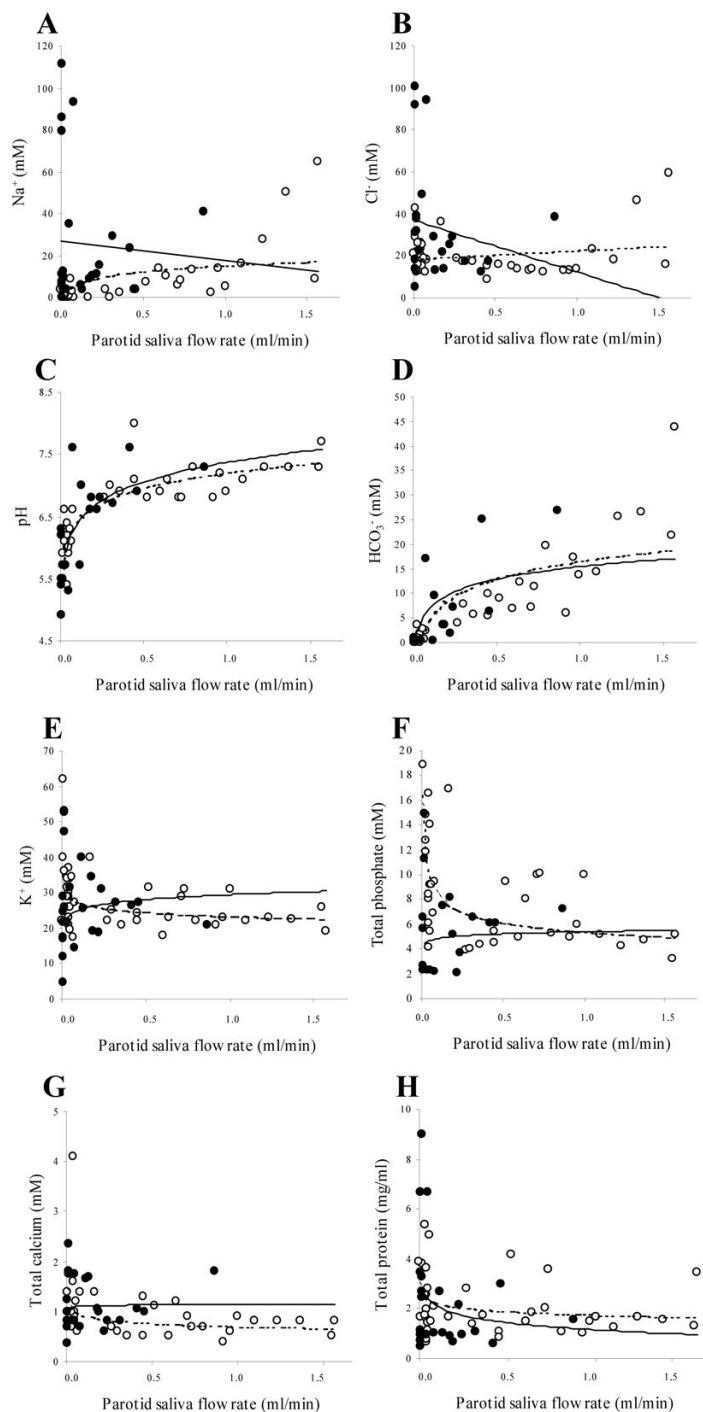 A
B
120
100
80
60
40
20
0
Na⁺ (mM)
0.0 0.5 1.0 1.5
Parotid saliva flow rate (ml/min)
120
100
80
60
40
20
0
Cl⁻ (mM)
0.0 0.5 1.0 1.5
Parotid saliva flow rate (ml/min)
C
D
8.5
7.5
6.5
5.5
4.5
pH
0.0 0.5 1.0 1.5
Parotid saliva flow rate (ml/min)
50
45
40
35
30
25
20
15
10
5
0
HCO₃⁻ (mM)
0.0 0.5 1.0 1.5
Parotid saliva flow rate (ml/min)
E
F
70
60
50
40
30
20
10
0
K⁺ (mM)
0.0 0.5 1.0 1.5
Parotid saliva flow rate (ml/min)
20
18
16
14
12
10
8
6
4
2
0
Total phosphate (mM)
0.0 0.5 1.0 1.5
Parotid saliva flow rate (ml/min)
G
H
5
4
3
2
1
0
Total calcium (mM)
0.0 0.5 1.0 1.5
Parotid saliva flow rate (ml/min)
10
8
6
4
2
0
Total protein (mg/ml)
0.0 0.5 1.0 1.5
Parotid saliva flow rate (ml/min)